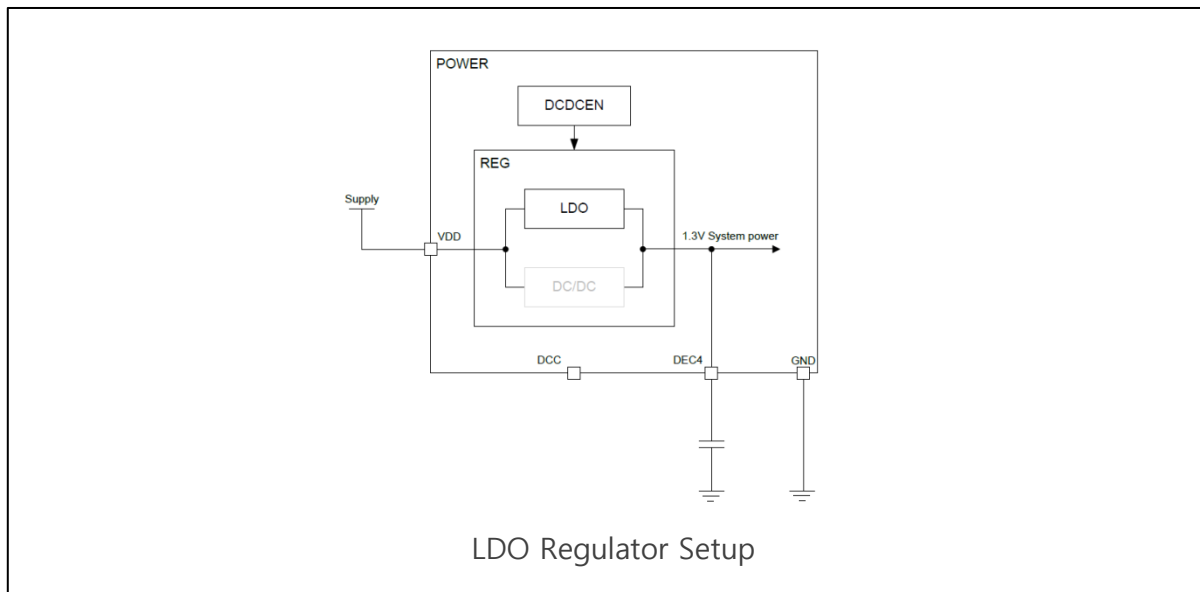 POWER
DCDCEN
REG
Supply
LDO
VDD
1.3V System power
DC/DC
DCC
DEC4
GND
LDO Regulator Setup